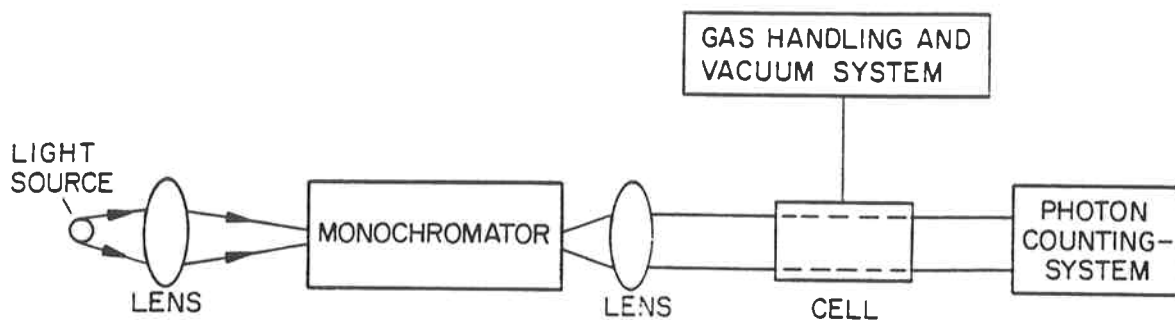 GAS HANDLING AND
VACUUM SYSTEM
LIGHT
SOURCE
LENS
MONOCHROMATOR
LENS
CELL
PHOTON
COUNTING-
SYSTEM